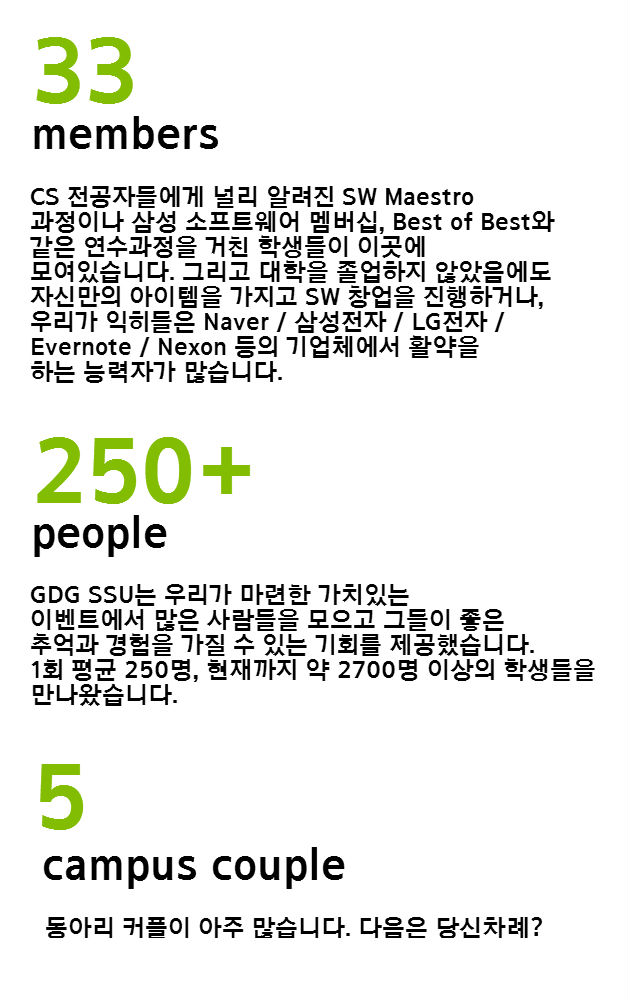 33
members
CS 전공자들에게 널리 알려진 SW Maestro
과정이나 삼성 소프트웨어 멤버십, Best of Best와
같은 연수과정을 거친 학생들이 이곳에
모여있습니다. 그리고 대학을 졸업하지 않았음에도
자신만의 아이템을 가지고 SW 창업을 진행하거나,
우리가 익히들은 Naver / 삼성전자 / LG전자 /
Evernote / Nexon 등의 기업체에서 활약을
하는 능력자가 많습니다.
250+
people
GDG SSU는 우리가 마련한 가치있는
이벤트에서 많은 사람들을 모으고 그들이 좋은
추억과 경험을 가질 수 있는 기회를 제공했습니다.
1회 평균 250명, 현재까지 약 2700명 이상의 학생들을
만나왔습니다.
5
campus couple
동아리 커플이 아주 많습니다. 다음은 당신차례?